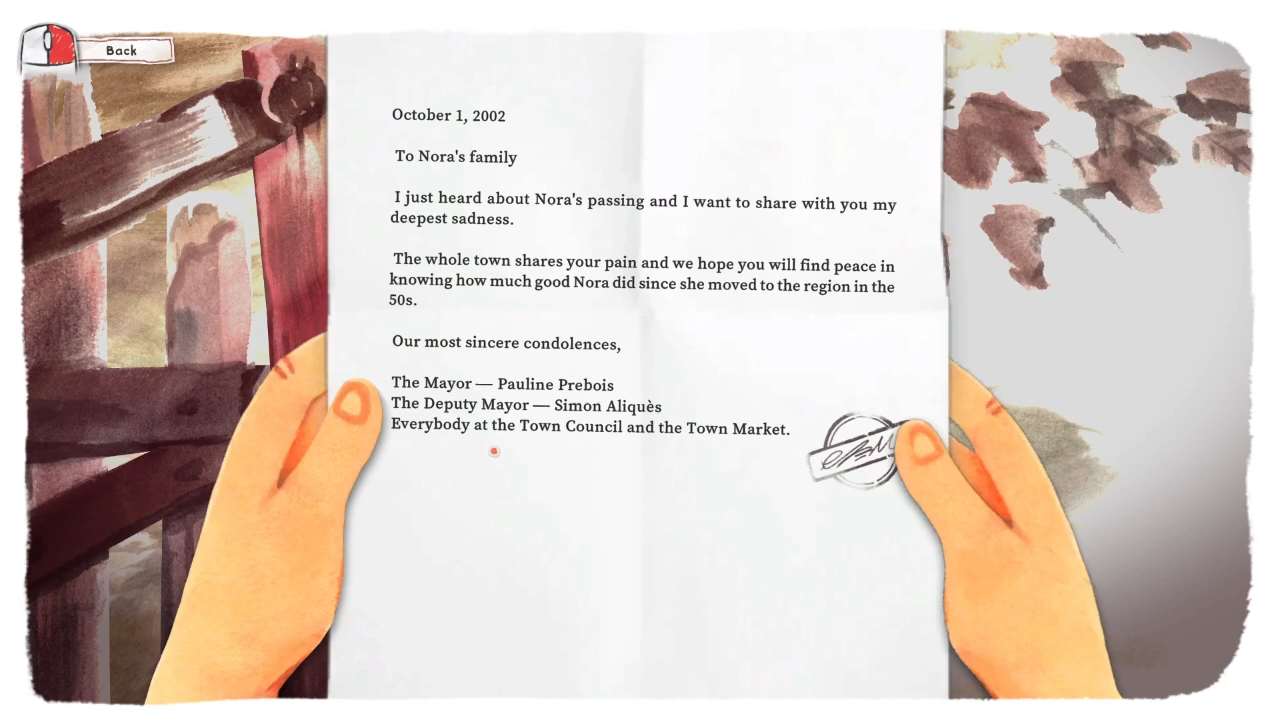 Back
October 1, 2002
To Nora's family
I just heard about Nora's passing and I want to share with you my
deepest sadness.
The whole town shares your pain and we hope you will find peace in
knowing how much good Nora did since she moved to the region in the
50s.
Our most sincere condolences,
The Mayor — Pauline Prebois
The Deputy Mayor — Simon Aliquès
Everybody at the Town Council and the Town Market.